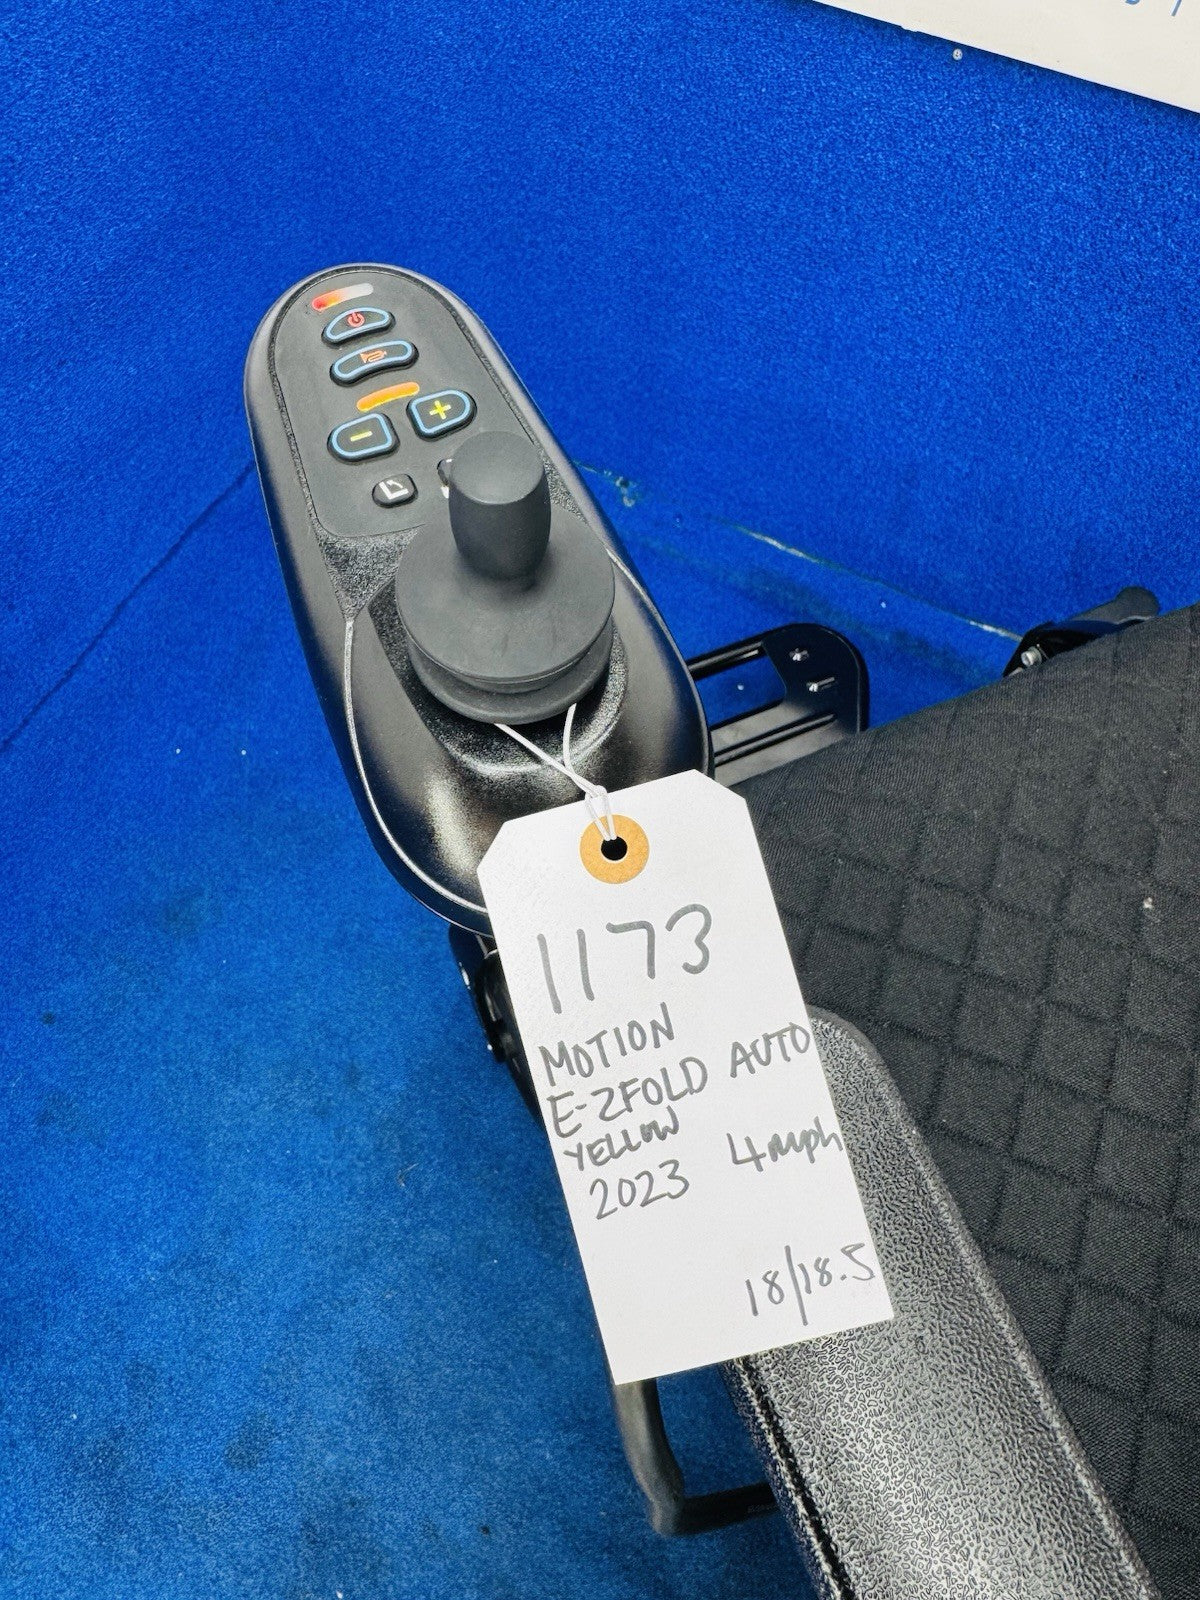 1173
MOTION
E-ZFOLD AUTO
YELLOW
2023 4mph
18/18.5